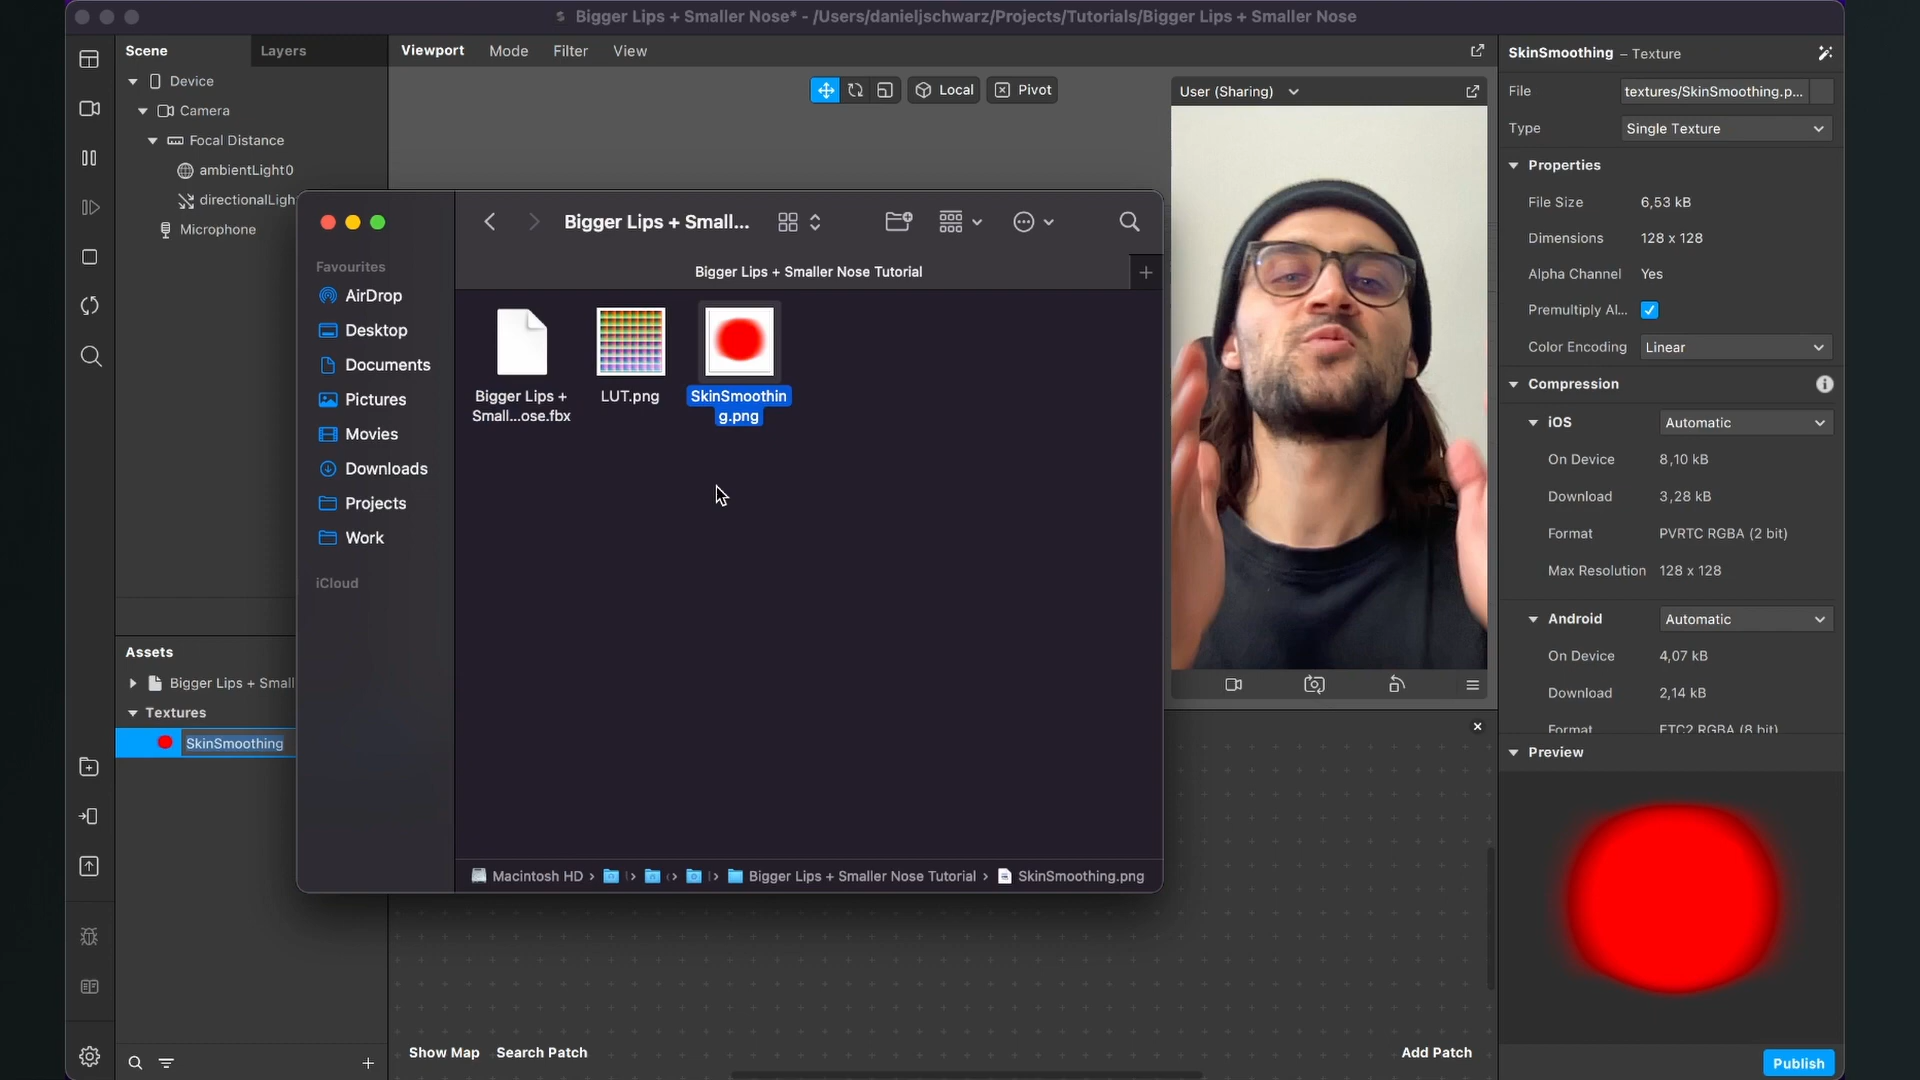 Bigger Lips + Smaller Nose* - /Users/danieljschwarz/Projects/Tutorials/Bigger Lips + Smaller Nose
Scene
Layers
Device
Camera
Focal Distance
ambientLight0
directionalLigh
Microphone
Viewport
Mode
Filter
View
Local
Pivot
User (Sharing)
Bigger Lips + Small...
Bigger Lips + Smaller Nose Tutorial
Favourites
AirDrop
Desktop
Documents
Pictures
Movies
Downloads
Projects
Work
iCloud
Bigger Lips +
Small...ose.fbx
LUT.png
SkinSmoothin
g.png
Macintosh HD
Bigger Lips + Smaller Nose Tutorial
SkinSmoothing.png
Assets
Bigger Lips + Small
Textures
SkinSmoothing
Show Map
Search Patch
Add Patch
SkinSmoothing – Texture
File textures/SkinSmoothing.p...
Type Single Texture
Properties
File Size 6,53 kB
Dimensions 128 x 128
Alpha Channel Yes
Premultiply Al...
Color Encoding Linear
Compression
iOS Automatic
On Device 8,10 kB
Download 3,28 kB
Format PVRTC RGBA (2 bit)
Max Resolution 128 x 128
Android Automatic
On Device 4,07 kB
Download 2,14 kB
Format ETC2 RGBA (8 bit)
Preview
Publish